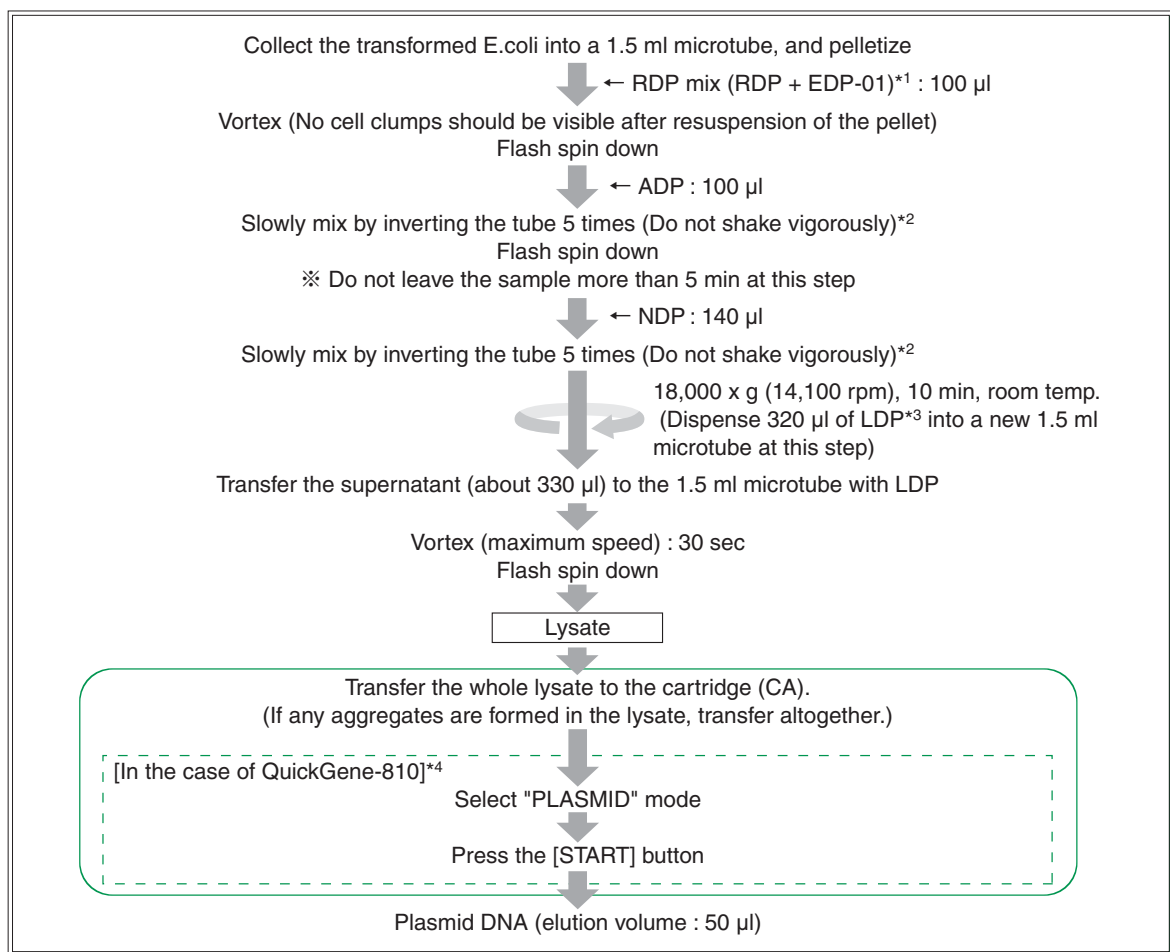 Collect the transformed E.coli into a 1.5 ml microtube, and pelletize
← RDP mix (RDP + EDP-01)*1 : 100 µl
Vortex (No cell clumps should be visible after resuspension of the pellet)
Flash spin down
← ADP : 100 µl
Slowly mix by inverting the tube 5 times (Do not shake vigorously)*2
Flash spin down
※ Do not leave the sample more than 5 min at this step
← NDP : 140 µl
Slowly mix by inverting the tube 5 times (Do not shake vigorously)*2
18,000 x g (14,100 rpm), 10 min, room temp.
(Dispense 320 µl of LDP*3 into a new 1.5 ml
microtube at this step)
Transfer the supernatant (about 330 µl) to the 1.5 ml microtube with LDP
Vortex (maximum speed) : 30 sec
Flash spin down
Lysate
Transfer the whole lysate to the cartridge (CA).
(If any aggregates are formed in the lysate, transfer altogether.)
[In the case of QuickGene-810]*4
Select "PLASMID" mode
Press the [START] button
Plasmid DNA (elution volume : 50 µl)